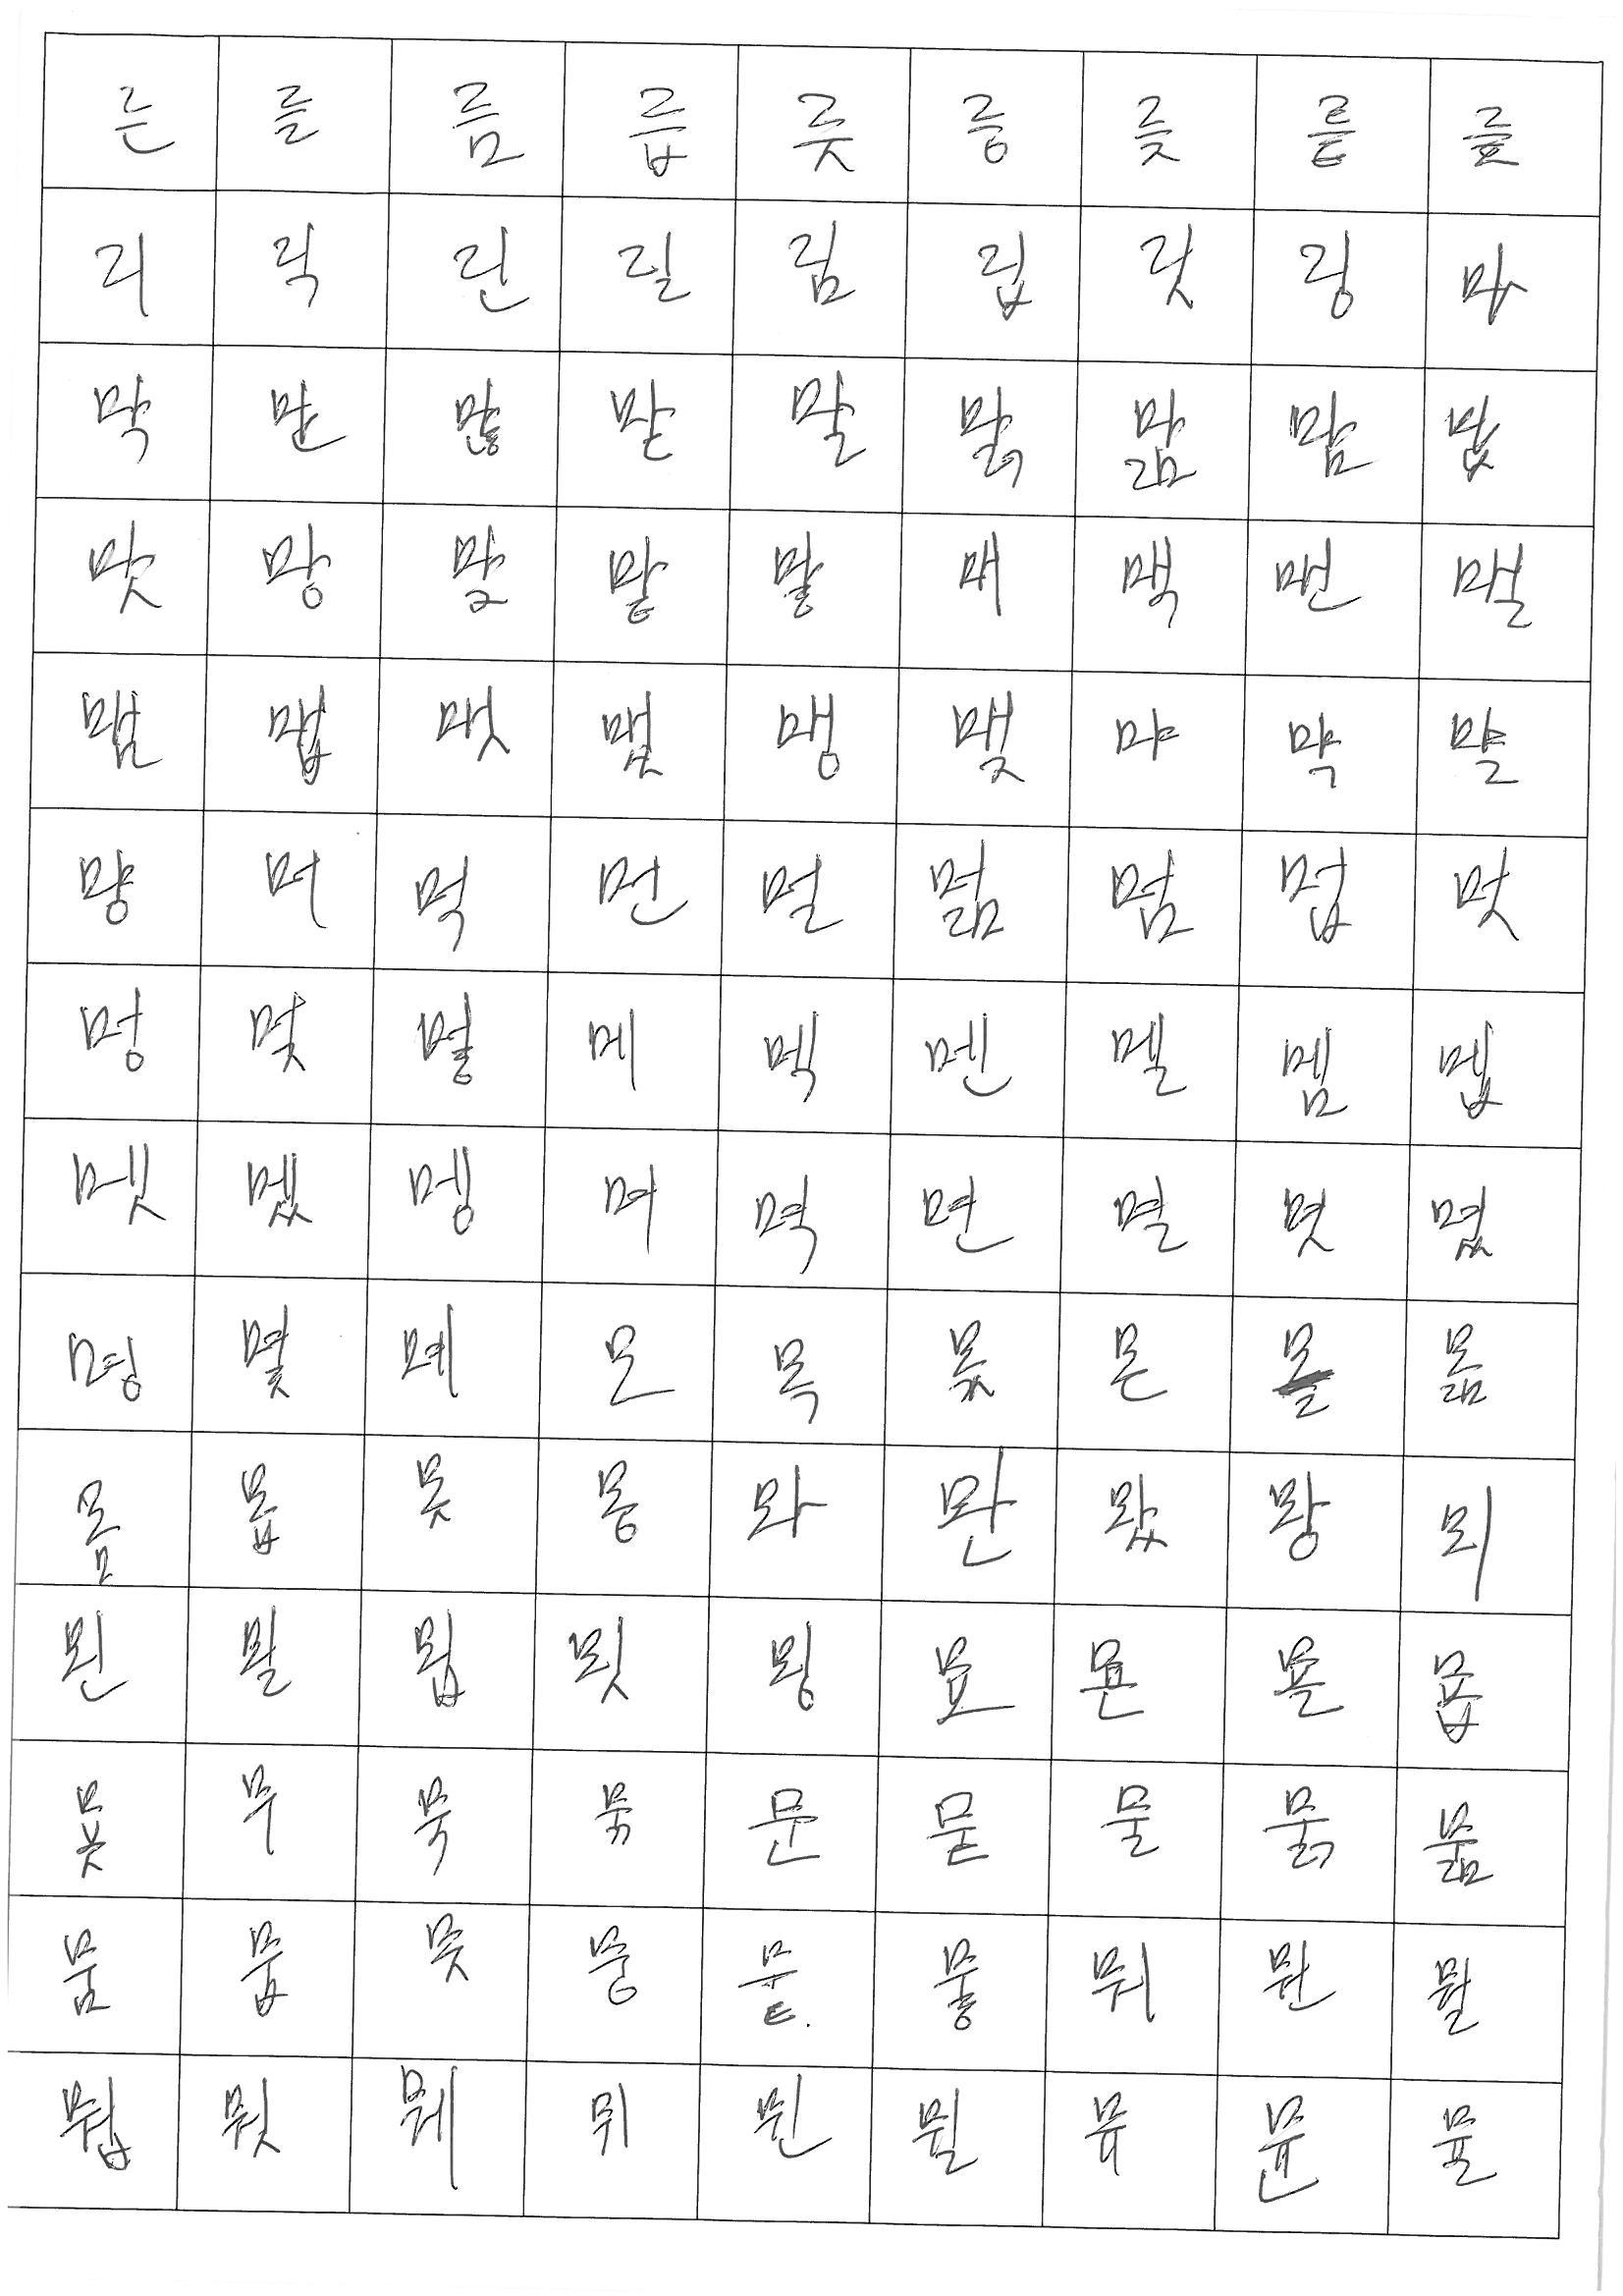 른 를 름 릅 릇 릉 릊 릍 릎
리 릭 린 릴 림 립 릿 링 마
막 만 많 맏 말 맑 맒 맘 맙
맛 망 맞 맡 맣 매 맥 맨 맬
맴 맵 맷 맸 맹 맺 먀 먁 먈
먕 머 먹 먼 멀 멂 멈 멉 멋
멍 멎 멓 메 멕 멘 멜 멤 멥
멧 멨 멩 며 멱 면 멸 몃 몄
명 몇 몌 모 목 몫 몬 몰 몲
몸 몹 못 몽 뫄 뫈 뫘 뫙 뫼
묀 묄 묍 묏 묑 묘 묜 묠 묩
묫 무 묵 묶 문 묻 물 묽 묾
뭄 뭅 뭇 뭉 뭍 뭏 뭐 뭔 뭘
뭡 뭣 뭬 뮈 뮌 뮐 뮤 뮨 뮬